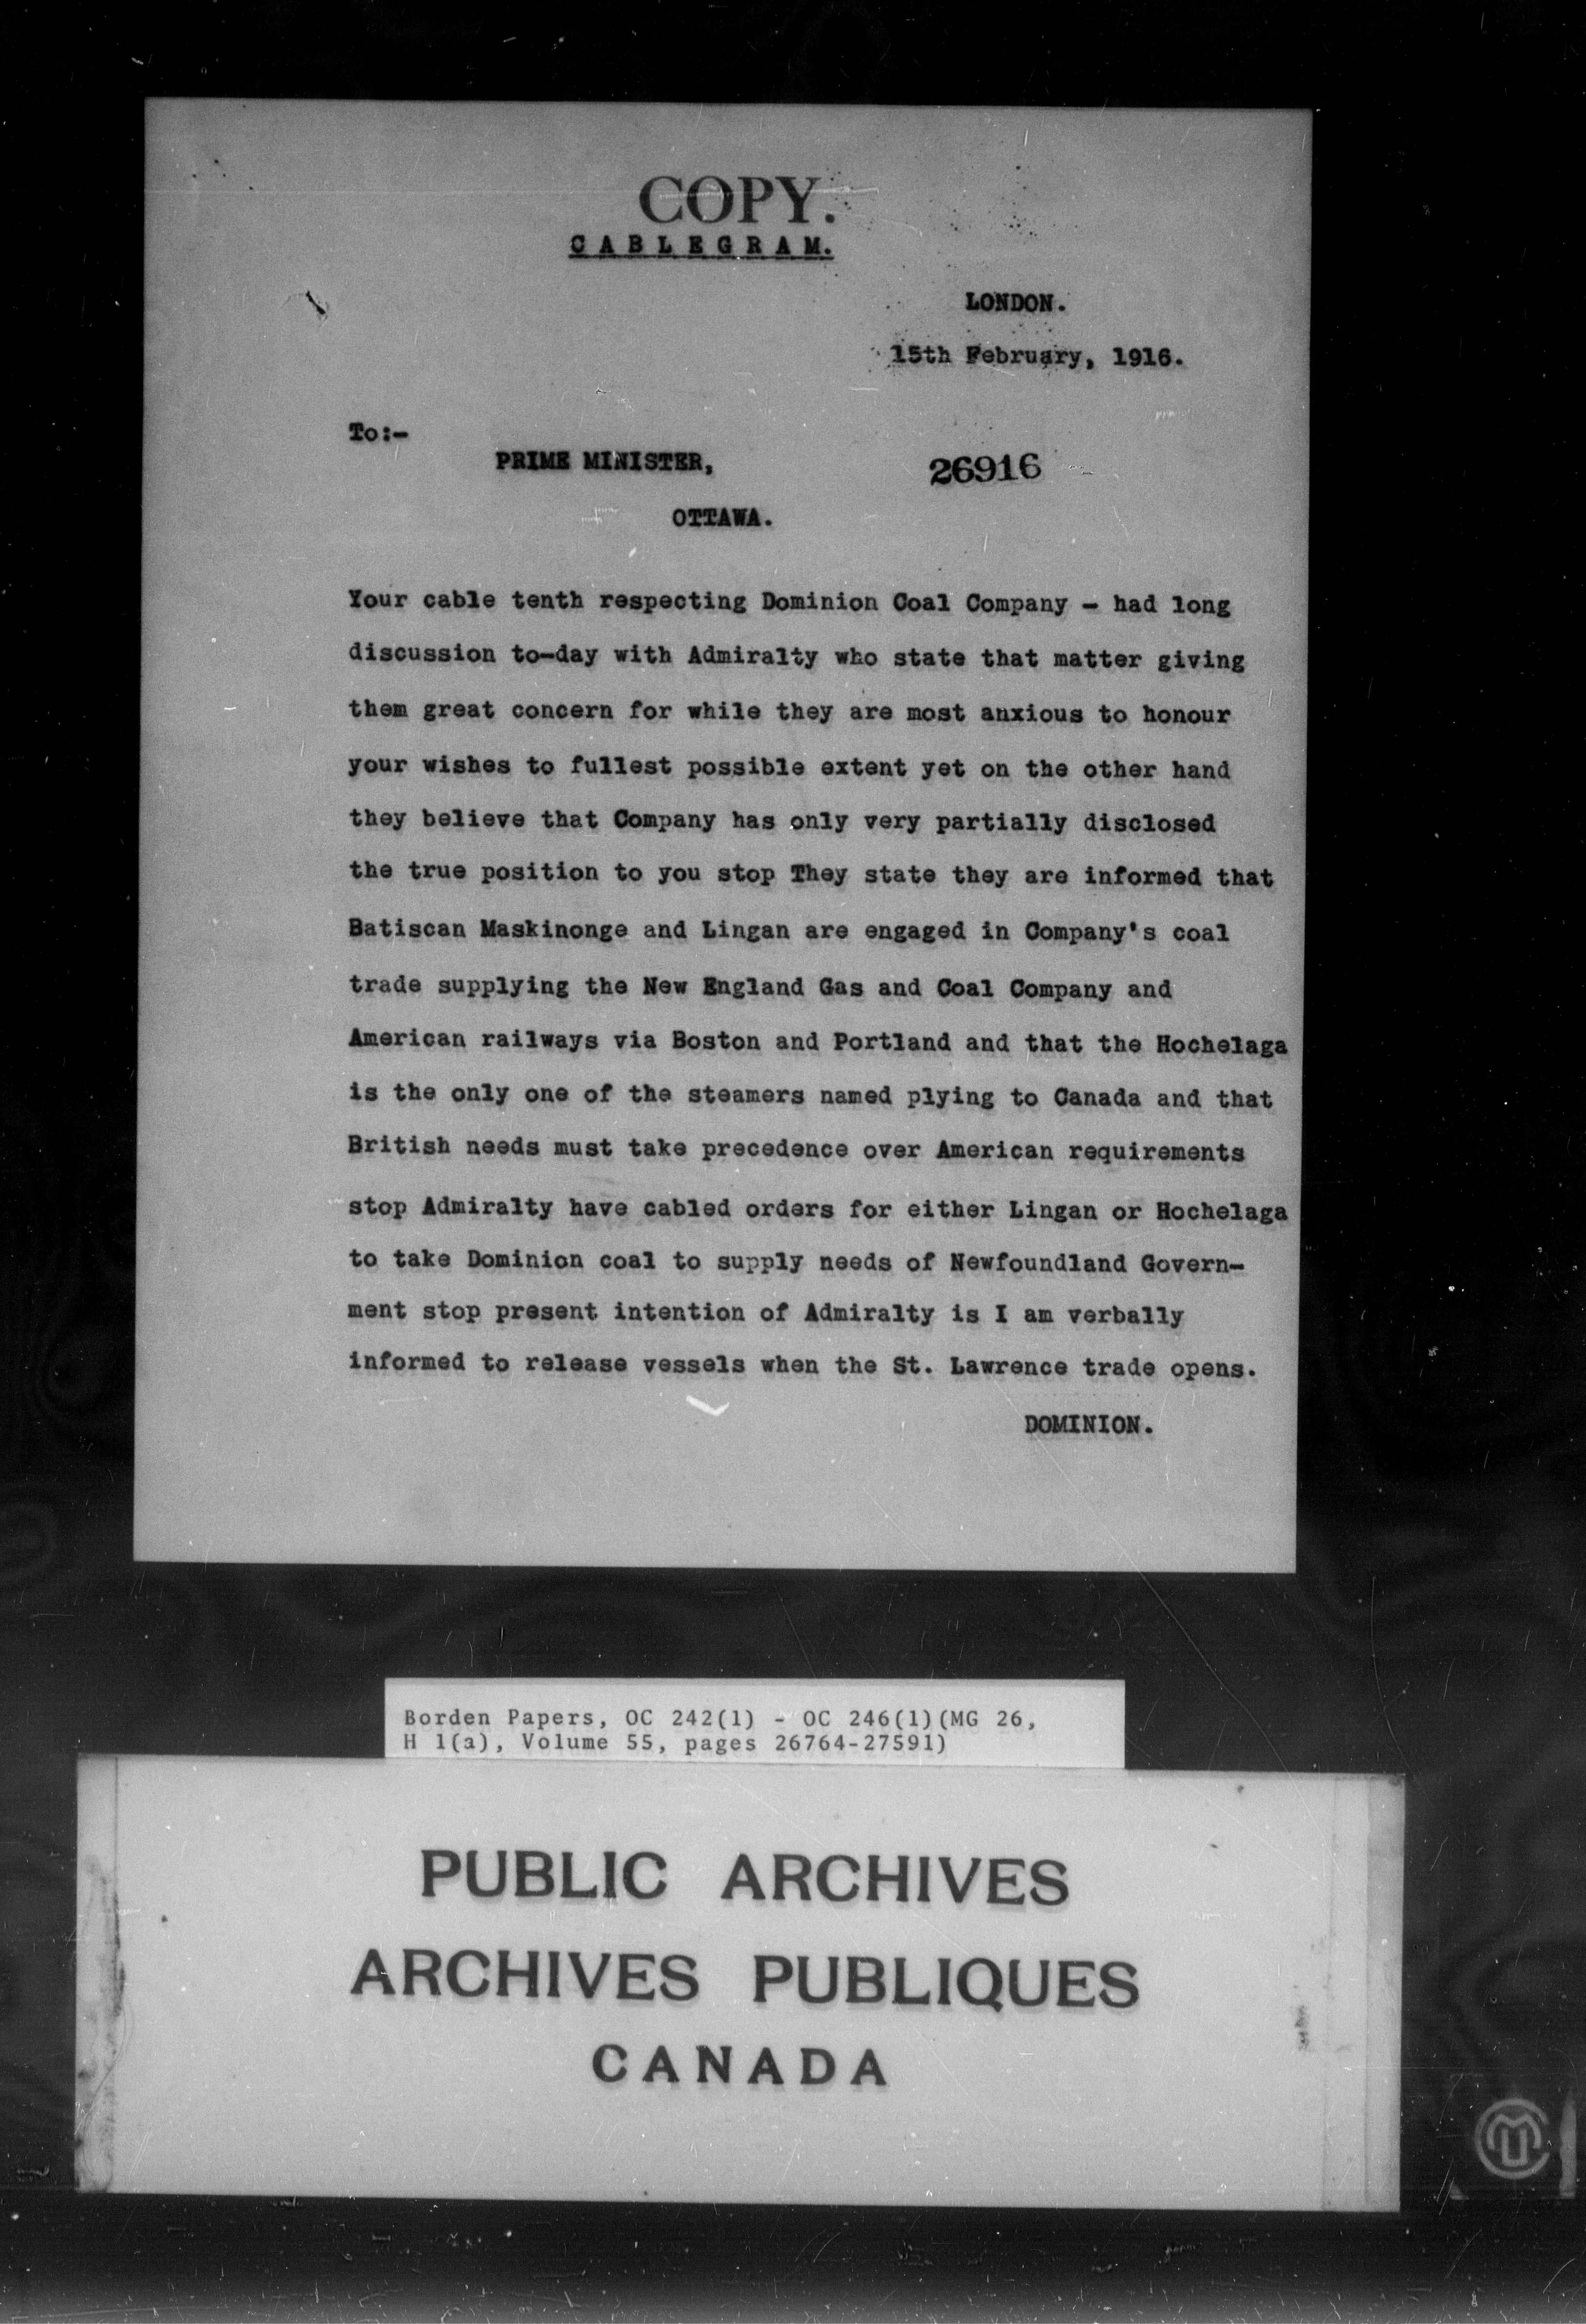 COPY.
CABLEGRAM.
LONDON.
15th February, 1916.
To:-
PRIME MINISTER,
26916
OTTAWA.
Your cable tenth respecting Dominion Coal Company - had long
discussion to-day with Admiralty who state that matter giving
them great concern for while they are most anxious to honour
your wishes to fullest possible extent yet on the other hand
they believe that Company has only very partially disclosed
the true position to you stop They state they are informed that
Batiscan Maskinonge and Lingan are engaged in Company's coal
trade supplying the New England Gas and Coal Company and
American railways via Boston and Portland and that the Hochelaga
is the only one of the steamers named plying to Canada and that
British needs must take precedence over American requirements
stop Admiralty have cabled orders for either Lingan or Hochelaga
to take Dominion coal to supply needs of Newfoundland Govern-
ment stop present intention of Admiralty is I am verbally
informed to release vessels when the St. Lawrence trade opens.
DOMINION.
Borden Papers, OC 242(1) - OC 246(1)(MG 26,
H 1(a), Volume 55, pages 26764-27591)
PUBLIC ARCHIVES
ARCHIVES PUBLIQUES
CANADA